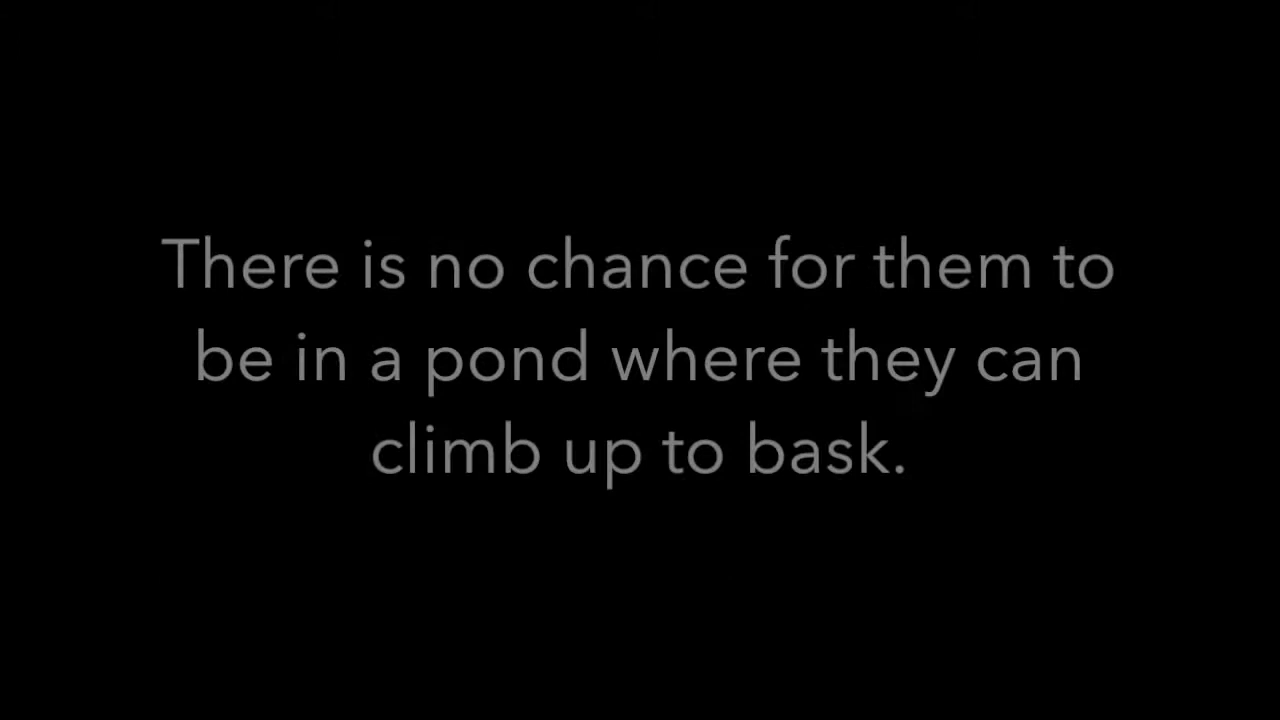 There is no chance for them to
be in a pond where they can
climb up to bask.